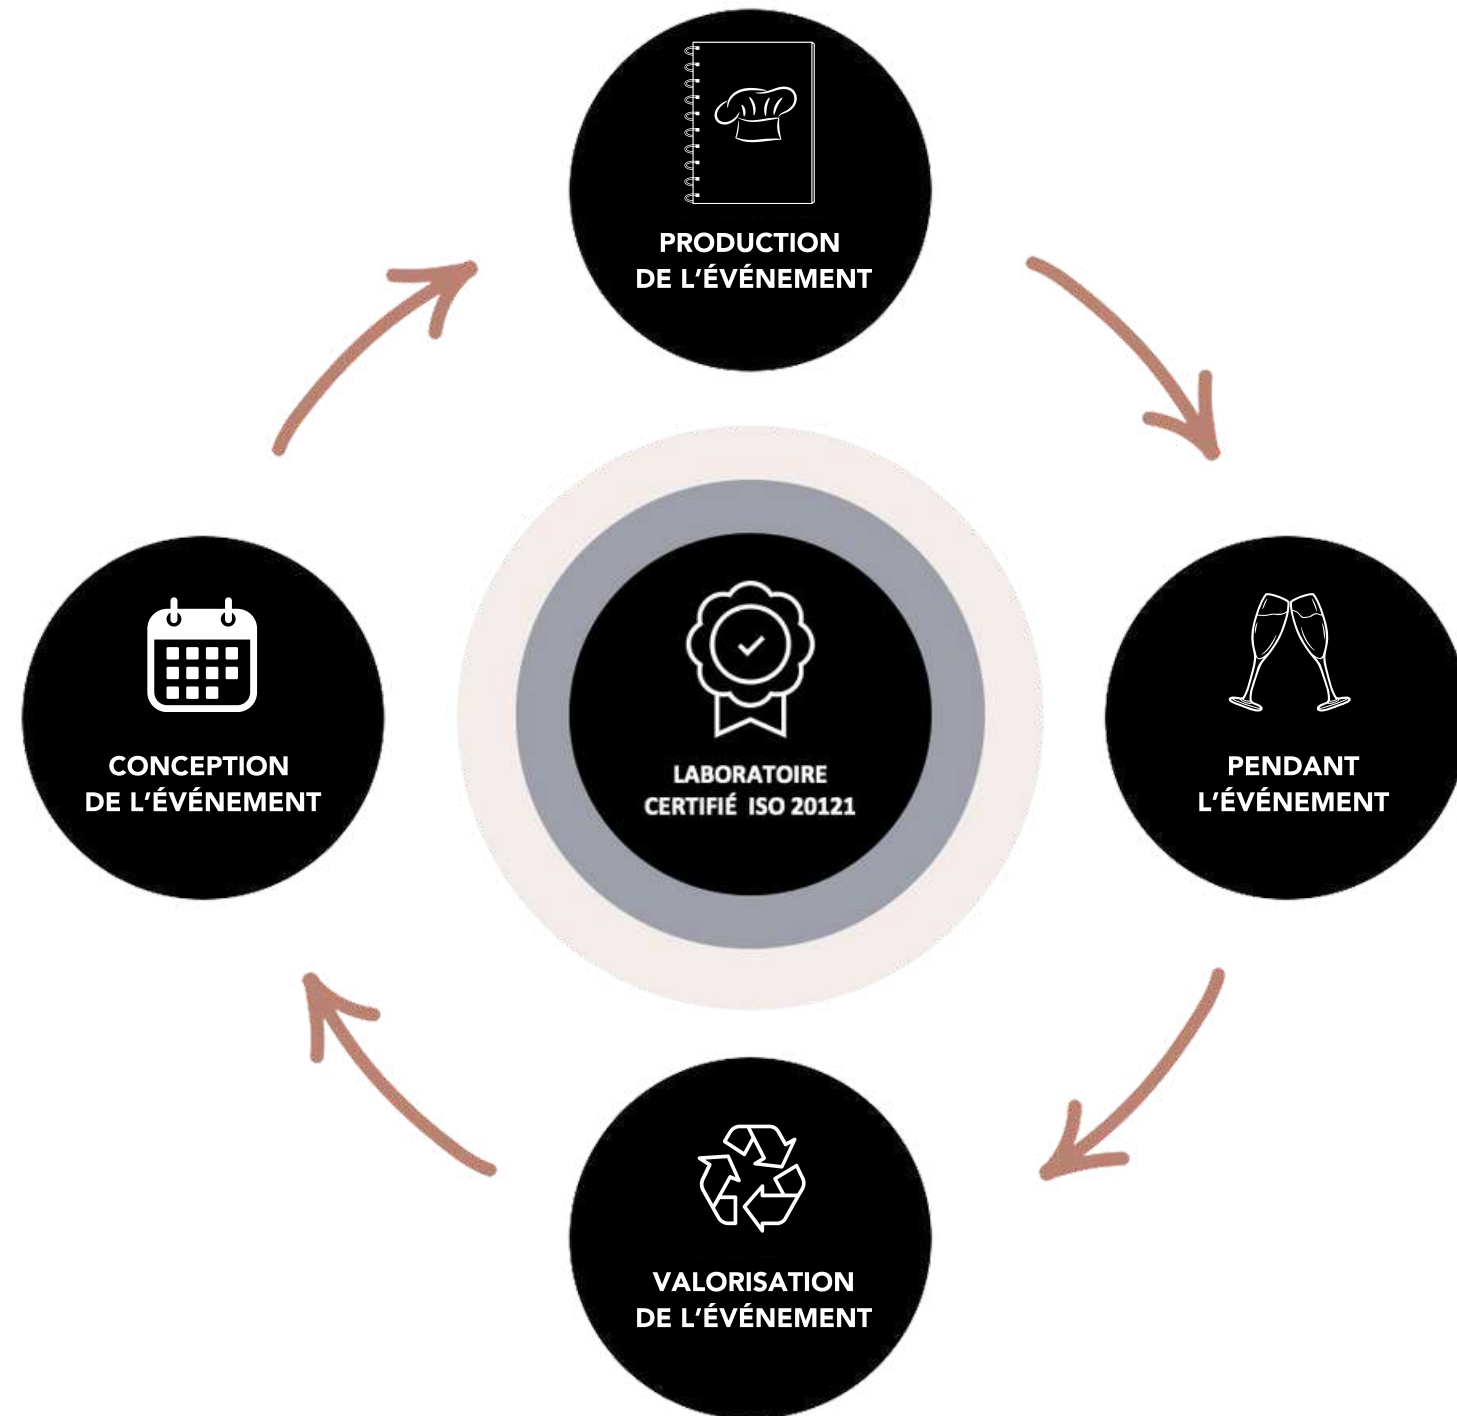 PRODUCTION
DE L’ÉVÉNEMENT
CONCEPTION
DE L’ÉVÉNEMENT
LABORATOIRE
CERTIFIÉ ISO 20121
PENDANT
L’ÉVÉNEMENT
VALORISATION
DE L’ÉVÉNEMENT